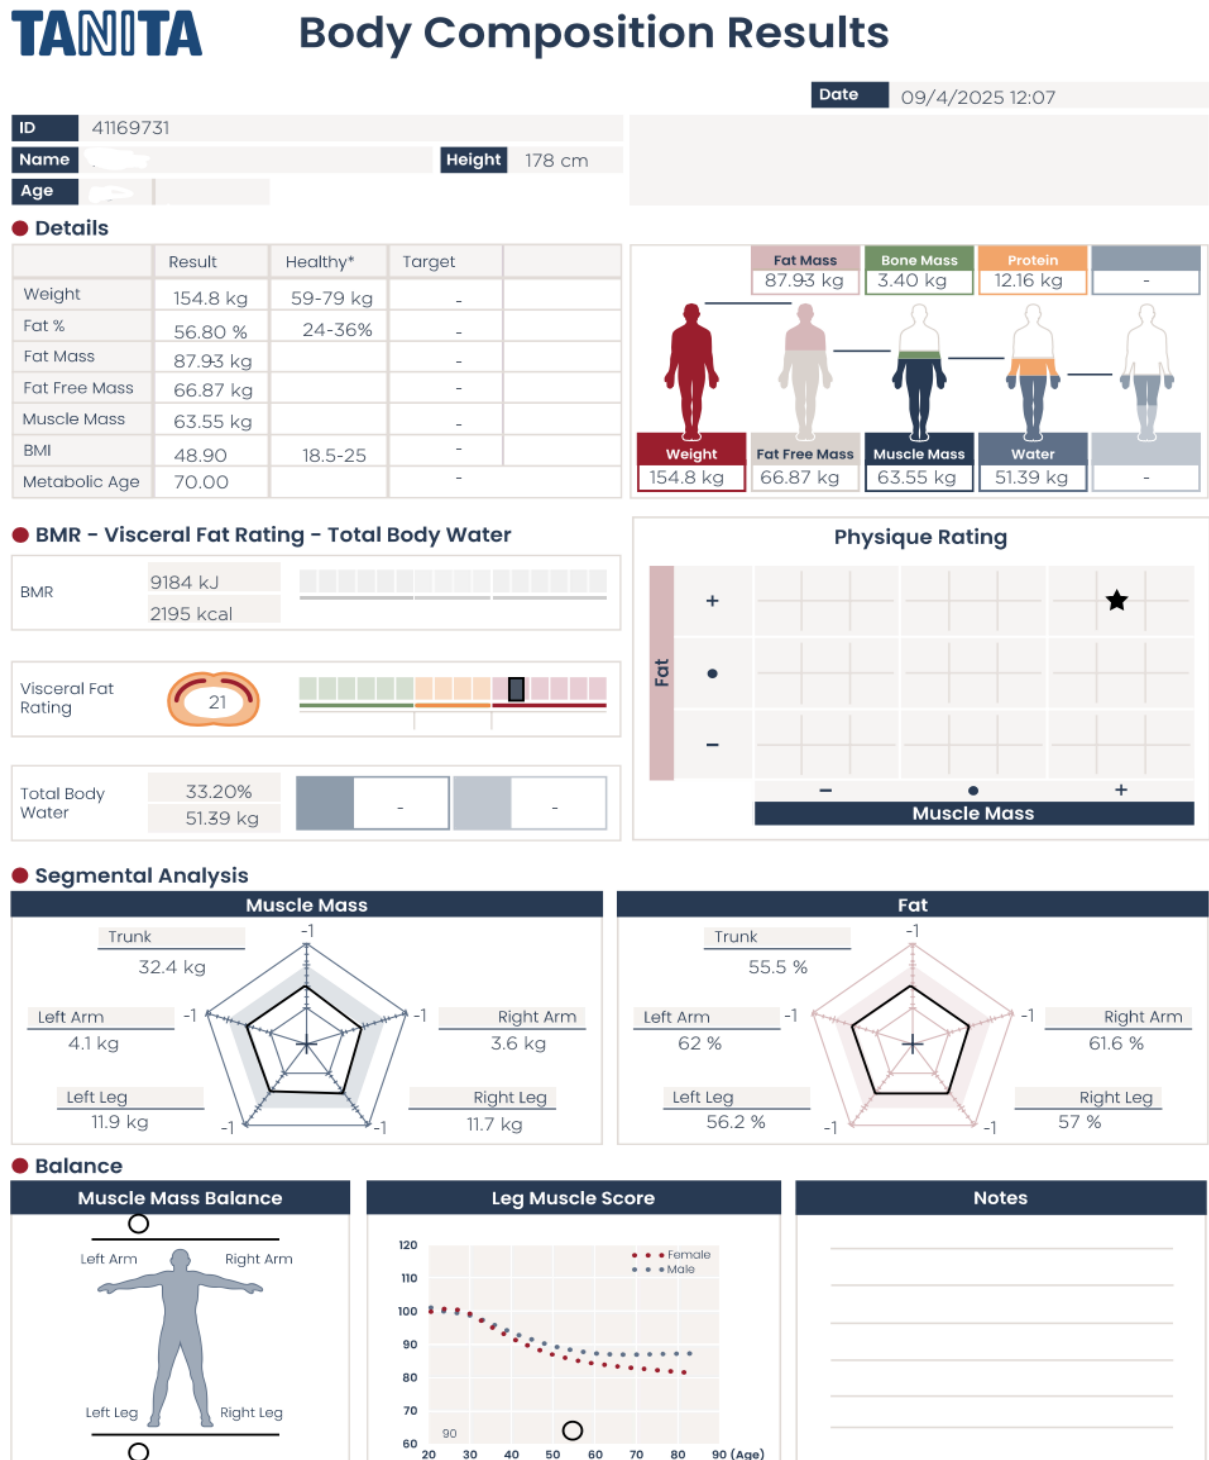 TANITA
Body Composition Results
Date 09/4/2025 12:07
ID 41169731
Name Height 178 cm
Age
Details
Result Healthy* Target
Weight 154.8 kg 59-79 kg -
Fat % 56.80 % 24-36% -
Fat Mass 87.93 kg -
Fat Free Mass 66.87 kg -
Muscle Mass 63.55 kg -
BMI 48.90 18.5-25 -
Metabolic Age 70.00 -
Fat Mass Bone Mass Protein
87.93 kg 3.40 kg 12.16 kg -
Weight Fat Free Mass Muscle Mass Water
154.8 kg 66.87 kg 63.55 kg 51.39 kg -
BMR - Visceral Fat Rating - Total Body Water
BMR
9184 kJ
2195 kcal
Visceral Fat
Rating
21
Total Body
Water
33.20%
51.39 kg
- -
Physique Rating
Fat
+
●
−
− ● +
Muscle Mass
Segmental Analysis
Muscle Mass
-1
Trunk
32.4 kg
Left Arm -1 -1 Right Arm
4.1 kg 3.6 kg
Left Leg Right Leg
11.9 kg 11.7 kg
-1 -1
Fat
-1
Trunk
55.5 %
Left Arm -1 -1 Right Arm
62 % 61.6 %
Left Leg Right Leg
56.2 % 57 %
-1 -1
Balance
Muscle Mass Balance
Left Arm Right Arm
Left Leg Right Leg
Leg Muscle Score
120
110
100
90
80
70
60
Female
Male
90
20 30 40 50 60 70 80 90 (Age)
Notes